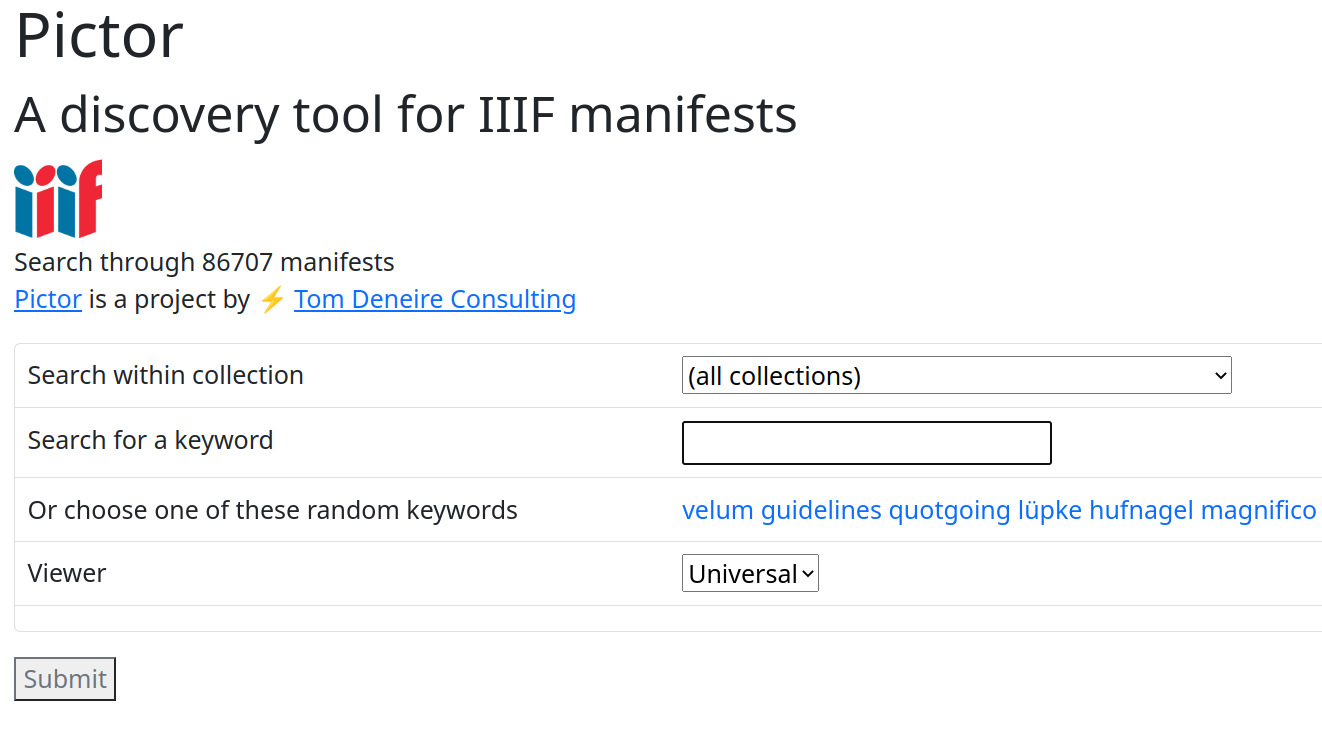 Pictor
A discovery tool for IIIF manifests
iiif
Search through 86707 manifests
Pictor is a project by ⚡ Tom Deneire Consulting
Search within collection (all collections)
Search for a keyword
Or choose one of these random keywords velum guidelines quotgoing lüpke hufnagel magnifico
Viewer Universal
Submit